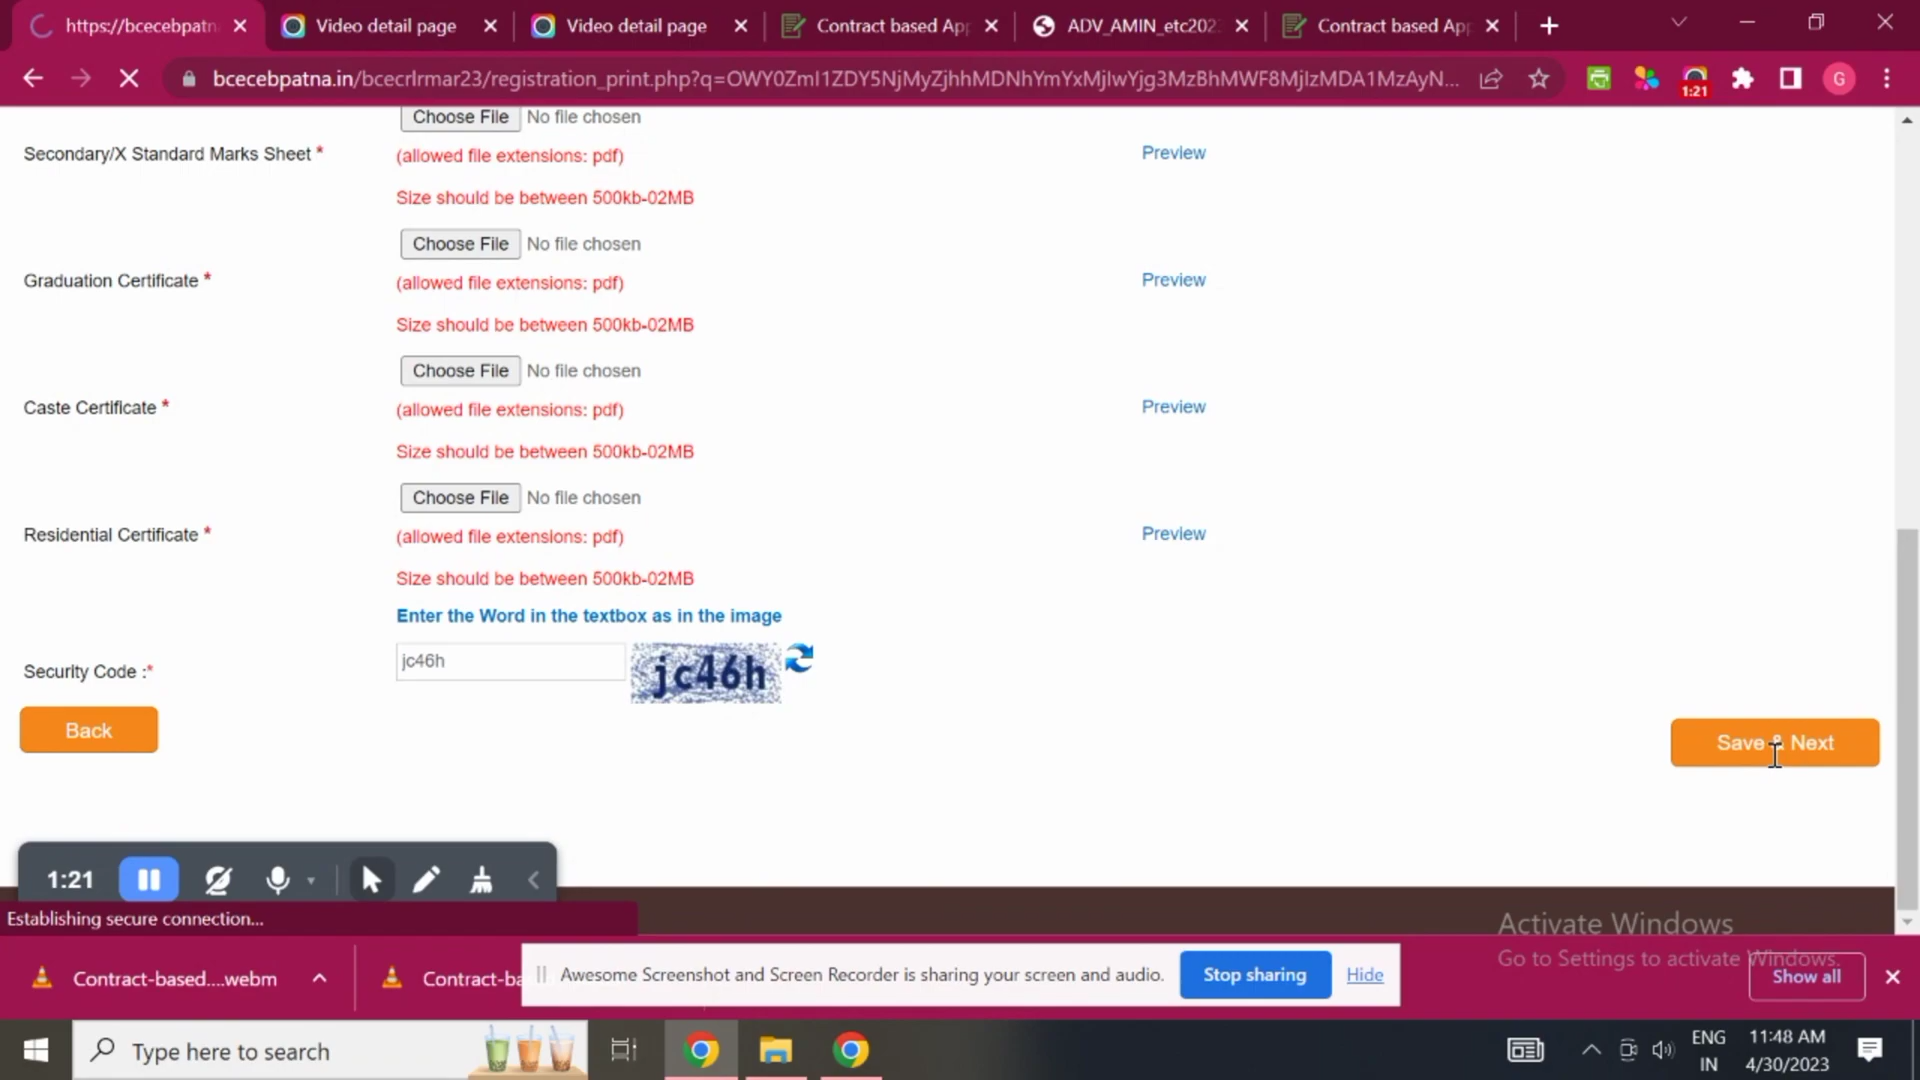 https://bcecebpatn
Video detail page
Video detail page
Contract based App
ADV_AMIN_etc202
Contract based App
bcecebpatna.in/bcecrlrmar23/registration_print.php?q=OWY0ZmI1ZDY5NjMyZjhhMDNhYmYxMjIwYjg3MzBhMWF8MjIzMDA1MzAyN...
1:21
G
Choose File No file chosen
Secondary/X Standard Marks Sheet *
(allowed file extensions: pdf)
Preview
Size should be between 500kb-02MB
Choose File No file chosen
Graduation Certificate *
(allowed file extensions: pdf)
Preview
Size should be between 500kb-02MB
Choose File No file chosen
Caste Certificate *
(allowed file extensions: pdf)
Preview
Size should be between 500kb-02MB
Choose File No file chosen
Residential Certificate *
(allowed file extensions: pdf)
Preview
Size should be between 500kb-02MB
Enter the Word in the textbox as in the image
Security Code :*
jc46h
jc46h
Back
Save & Next
1:21
Establishing secure connection...
Activate Windows
Go to Settings to activate Windows.
Contract-based....webm
Contract-ba
Awesome Screenshot and Screen Recorder is sharing your screen and audio.
Stop sharing
Hide
Show all
Type here to search
ENG
IN
11:48 AM
4/30/2023